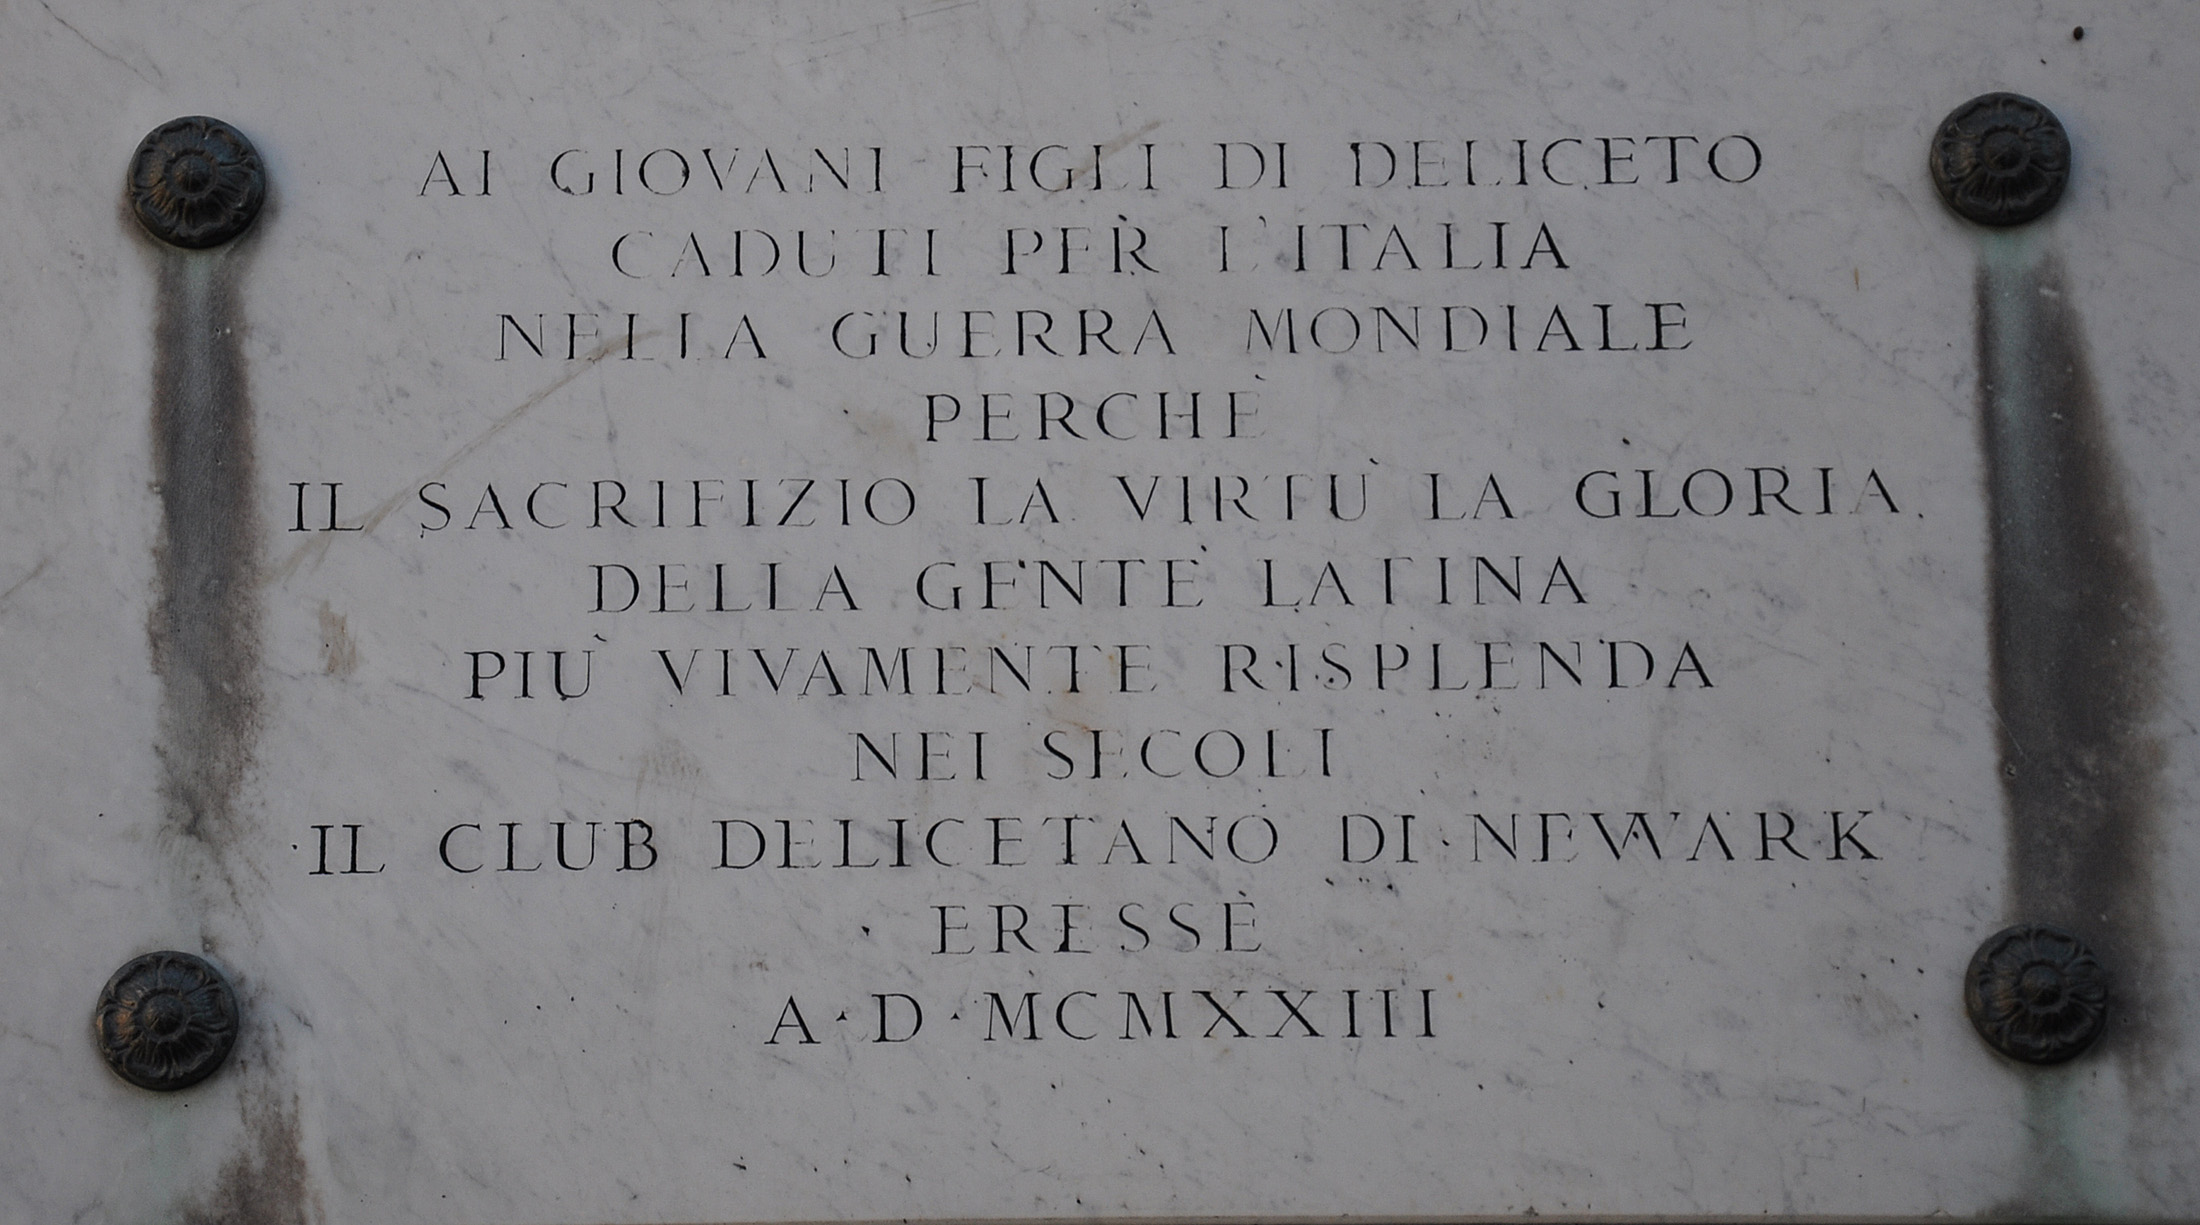 AI GIOVANI FIGLI DI DELICETO
CADUTI PER L'ITALIA
NELLA GUERRA MONDIALE
PERCHÈ
IL SACRIFIZIO LA VIRTÙ LA GLORIA
DELLA GENTE LATINA
PIÙ VIVAMENTE RISPLENDA
NEI SECOLI
IL CLUB DELICETANO DI NEWARK
ERESSE
A·D·MCMXXIII